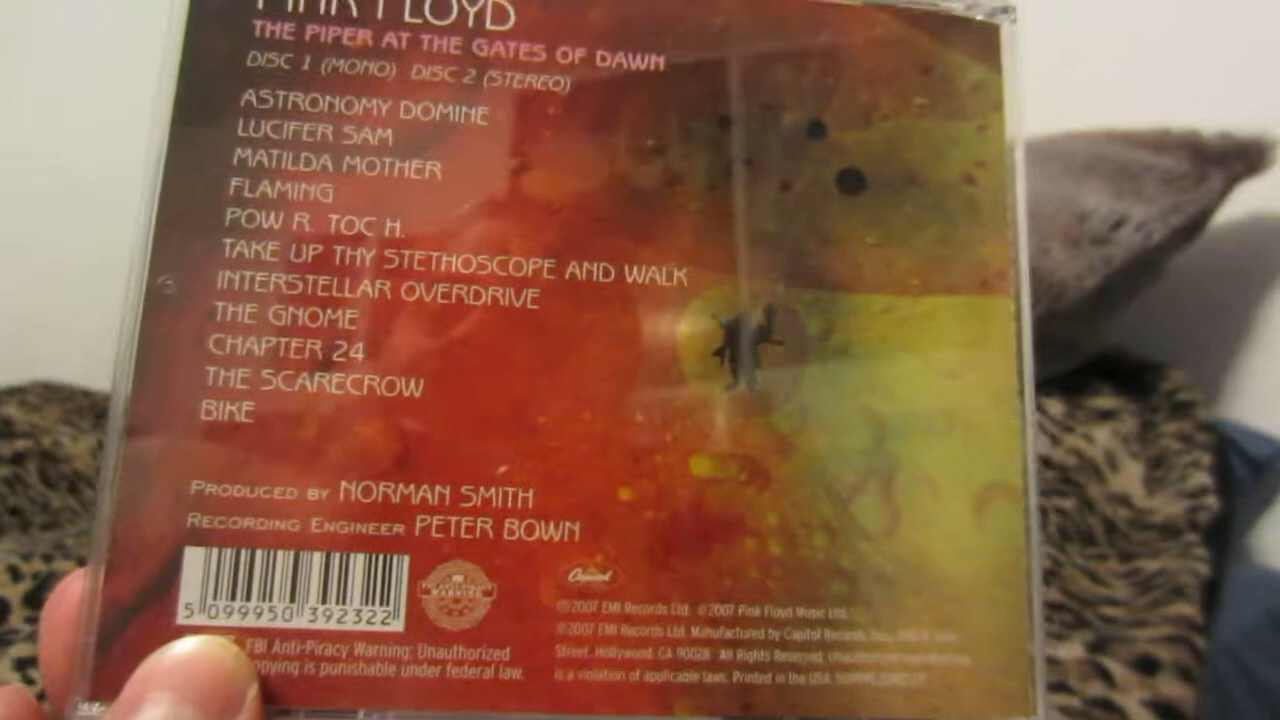 PINK FLOYD
THE PIPER AT THE GATES OF DAWN
DISC 1 (MONO) DISC 2 (STEREO)
ASTRONOMY DOMINE
LUCIFER SAM
MATILDA MOTHER
FLAMING
POW R. TOC H.
TAKE UP THY STETHOSCOPE AND WALK
INTERSTELLAR OVERDRIVE
THE GNOME
CHAPTER 24
THE SCARECROW
BIKE
PRODUCED BY NORMAN SMITH
RECORDING ENGINEER PETER BOWN
5 099950 392322
WARNING
FBI Anti-Piracy Warning: Unauthorized
copying is punishable under federal law.
Capitol
℗2007 EMI Records Ltd. ©2007 Pink Floyd Music Ltd.
©2007 EMI Records Ltd. Manufactured by Capitol Records, Inc.,
Street, Hollywood, CA 90028. All Rights Reserved. Unauthorized
is a violation of applicable laws. Printed in the USA.